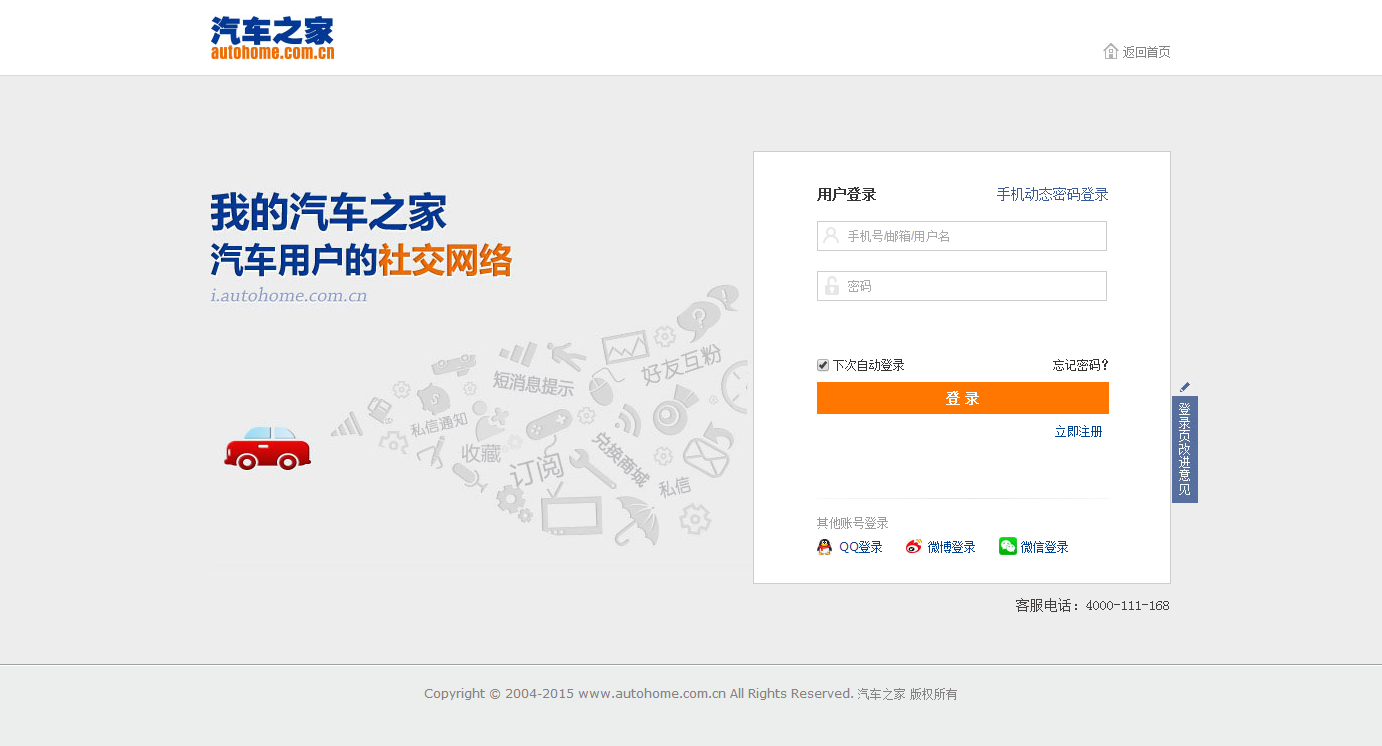 汽车之家
autohome.com.cn
返回首页
我的汽车之家
汽车用户的社交网络
i.autohome.com.cn
短消息提示
好友互粉
私信通知
收藏
订阅
兑换商城
私信
用户登录
手机动态密码登录
手机号/邮箱/用户名
密码
下次自动登录
忘记密码?
登 录
立即注册
登录页改进意见
其他账号登录
QQ登录
微博登录
微信登录
客服电话：4000-111-168
Copyright © 2004-2015 www.autohome.com.cn All Rights Reserved. 汽车之家 版权所有